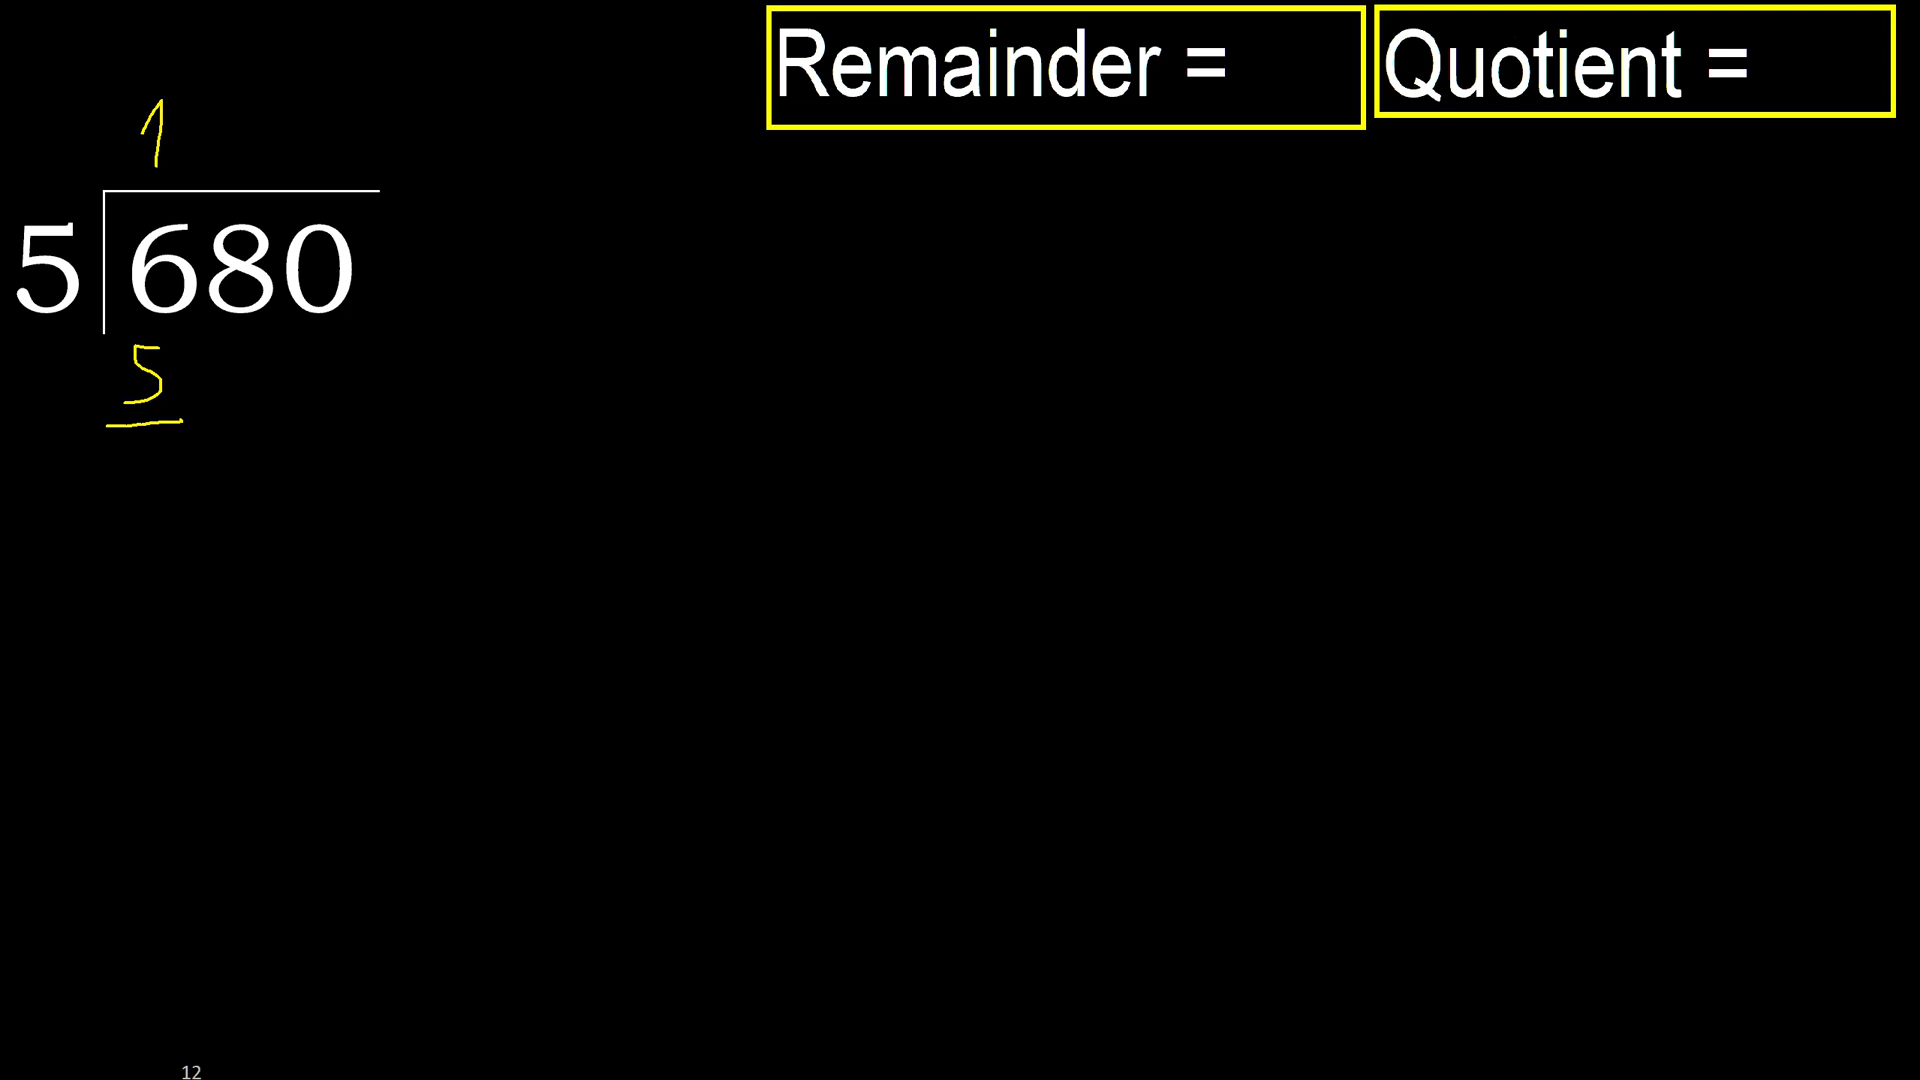 Remainder = Quotient =
1
5 680
5
12